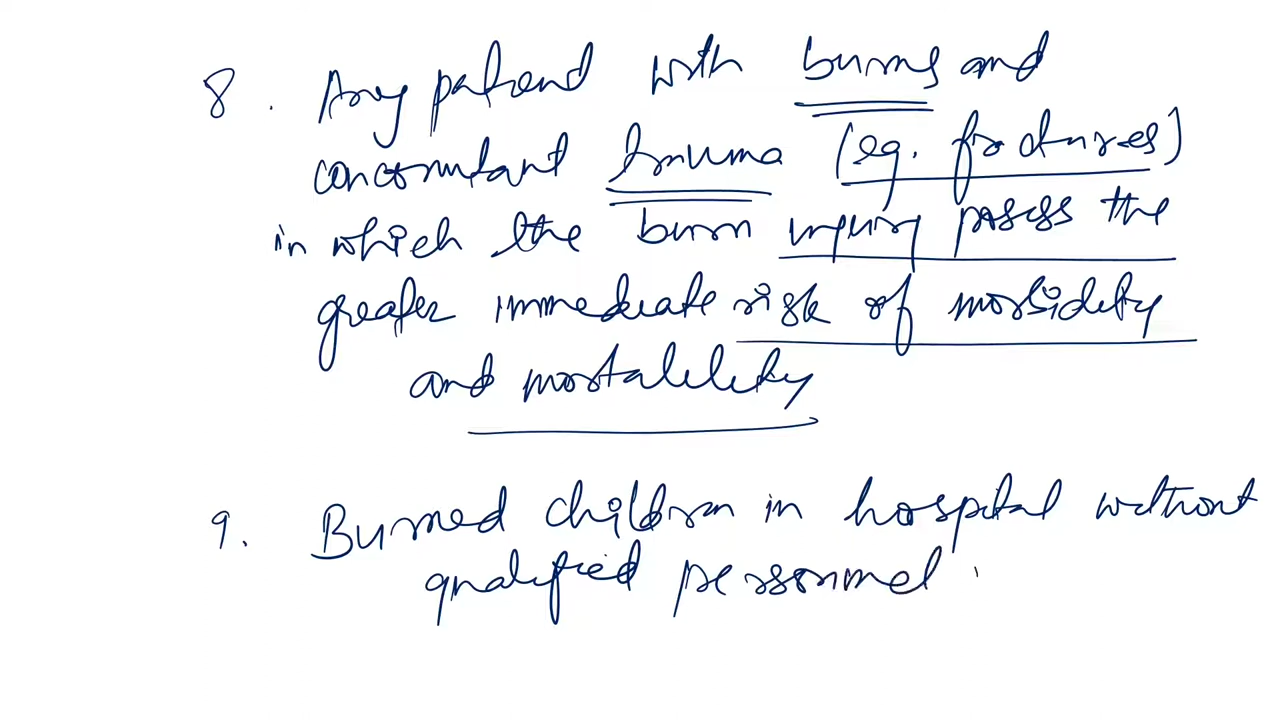 8. Any patient with burns and
concomitant trauma (eg. fractures)
in which the burn injury posess the
greater immediate risk of morbidity
and mortality
9. Burned children in hospital without
qualified personnel